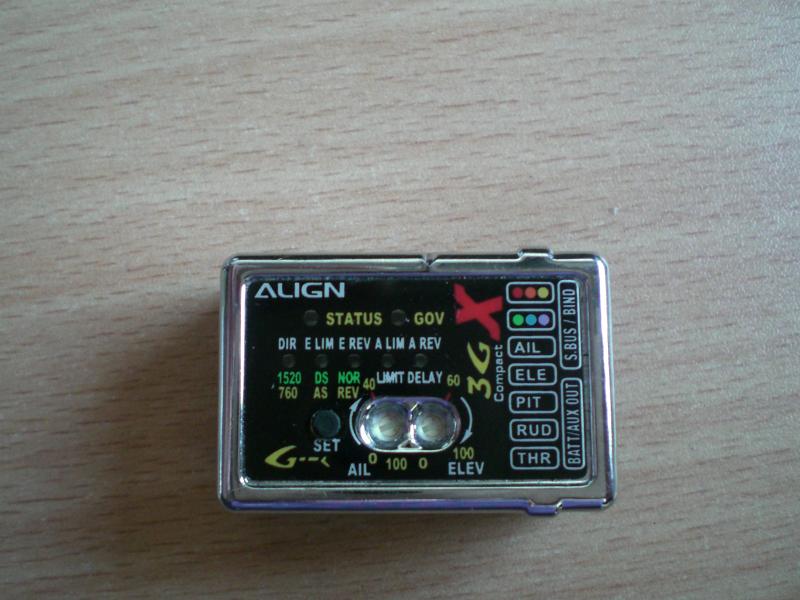 ALIGN
STATUS GOV
DIR E LIM E REV A LIM A REV
1520 DS NOR LIMIT DELAY
760 AS REV 40 60
SET
AIL 0 100 0 100 ELEV
3GX
Compact
AIL
ELE
PIT
RUD
THR
S.BUS / BIND
BATT/AUX OUT